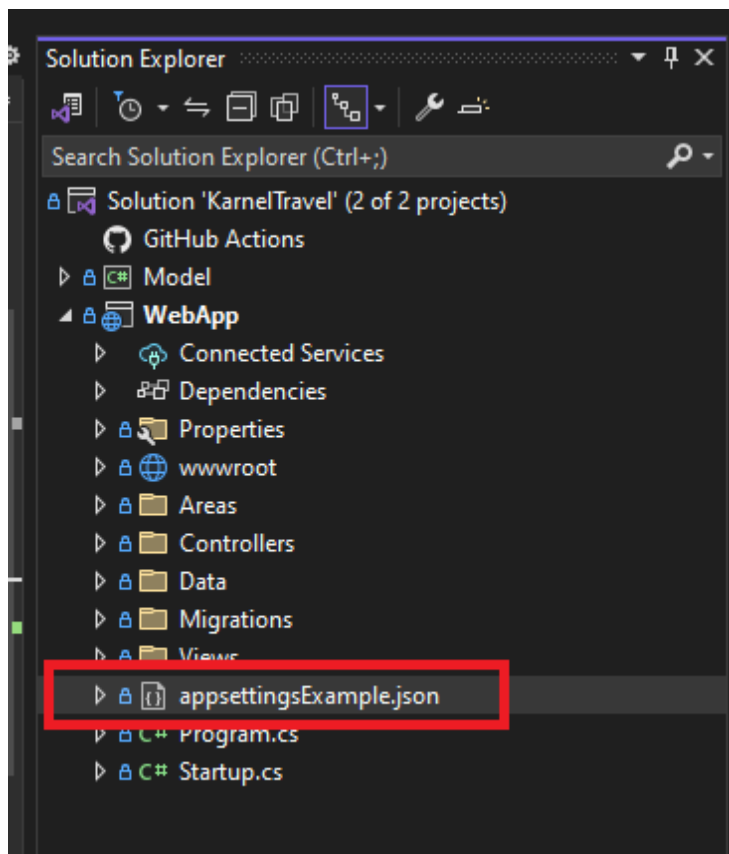 Solution Explorer
Search Solution Explorer (Ctrl+;)
Solution 'KarnelTravel' (2 of 2 projects)
GitHub Actions
C# Model
WebApp
Connected Services
Dependencies
Properties
wwwroot
Areas
Controllers
Data
Migrations
Views
appsettingsExample.json
C# Program.cs
C# Startup.cs